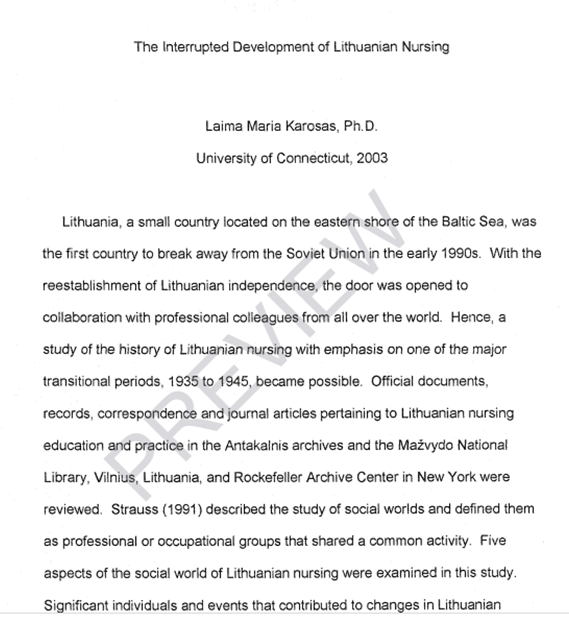 The Interrupted Development of Lithuanian Nursing
Laima Maria Karosas, Ph.D.
University of Connecticut, 2003
Lithuania, a small country located on the eastern shore of the Baltic Sea, was
the first country to break away from the Soviet Union in the early 1990s. With the
reestablishment of Lithuanian independence, the door was opened to
collaboration with professional colleagues from all over the world. Hence, a
study of the history of Lithuanian nursing with emphasis on one of the major
transitional periods, 1935 to 1945, became possible. Official documents,
records, correspondence and journal articles pertaining to Lithuanian nursing
education and practice in the Antakalnis archives and the Mažvydo National
Library, Vilnius, Lithuania, and Rockefeller Archive Center in New York were
reviewed. Strauss (1991) described the study of social worlds and defined them
as professional or occupational groups that shared a common activity. Five
aspects of the social world of Lithuanian nursing were examined in this study.
Significant individuals and events that contributed to changes in Lithuanian
PREVIEW